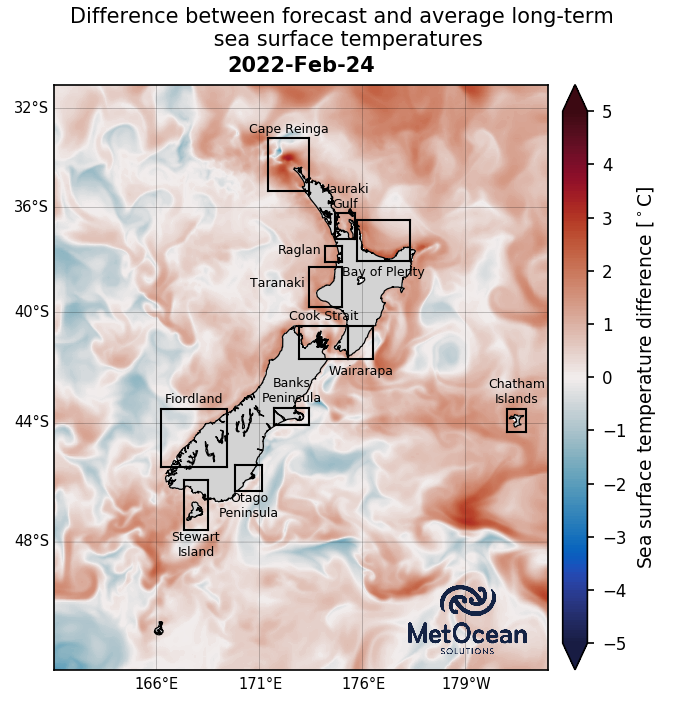 Difference between forecast and average long-term
sea surface temperatures
2022-Feb-24
32°S
36°S
40°S
44°S
48°S
166°E
171°E
176°E
179°W
Cape Reinga
Hauraki
Gulf
Raglan
Bay of Plenty
Taranaki
Cook Strait
Wairarapa
Banks
Peninsula
Fiordland
Chatham
Islands
Otago
Peninsula
Stewart
Island
MetOcean
SOLUTIONS
5
4
3
2
1
0
−1
−2
−3
−4
−5
Sea surface temperature difference [°C]